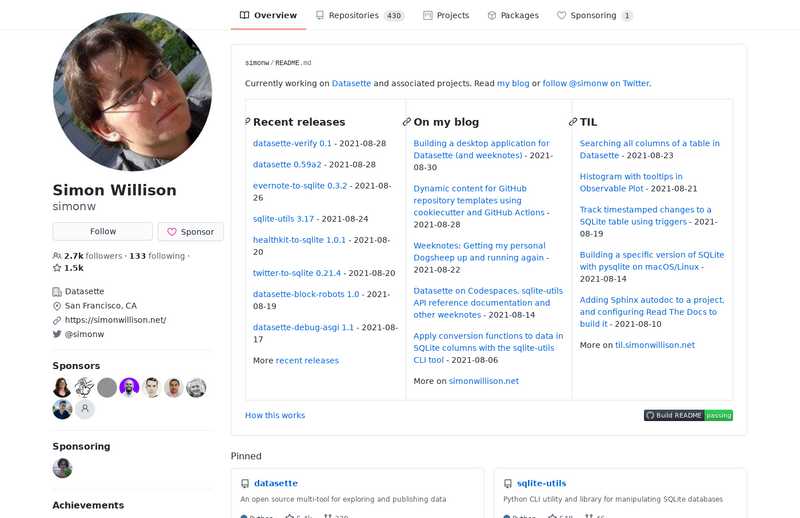 Overview
Repositories 430
Projects
Packages
Sponsoring 1
Simon Willison
simonw
Follow
Sponsor
2.7k followers · 133 following ·
1.5k
Datasette
San Francisco, CA
https://simonwillison.net/
@simonw
Sponsors
Sponsoring
Achievements
simonw/README.md
Currently working on Datasette and associated projects. Read my blog or follow @simonw on Twitter.
Recent releases
datasette-verify 0.1 - 2021-08-28
datasette 0.59a2 - 2021-08-28
evernote-to-sqlite 0.3.2 - 2021-08-
26
sqlite-utils 3.17 - 2021-08-24
healthkit-to-sqlite 1.0.1 - 2021-08-
20
twitter-to-sqlite 0.21.4 - 2021-08-20
datasette-block-robots 1.0 - 2021-
08-19
datasette-debug-asgi 1.1 - 2021-08-
17
More recent releases
On my blog
Building a desktop application for
Datasette (and weeknotes) - 2021-
08-30
Dynamic content for GitHub
repository templates using
cookiecutter and GitHub Actions -
2021-08-28
Weeknotes: Getting my personal
Dogsheep up and running again -
2021-08-22
Datasette on Codespaces, sqlite-utils
API reference documentation and
other weeknotes - 2021-08-14
Apply conversion functions to data in
SQLite columns with the sqlite-utils
CLI tool - 2021-08-06
More on simonwillison.net
TIL
Searching all columns of a table in
Datasette - 2021-08-23
Histogram with tooltips in
Observable Plot - 2021-08-21
Track timestamped changes to a
SQLite table using triggers - 2021-
08-19
Building a specific version of SQLite
with pysqlite on macOS/Linux -
2021-08-14
Adding Sphinx autodoc to a project,
and configuring Read The Docs to
build it - 2021-08-10
More on til.simonwillison.net
How this works
Build README passing
Pinned
datasette
An open source multi-tool for exploring and publishing data
sqlite-utils
Python CLI utility and library for manipulating SQLite databases